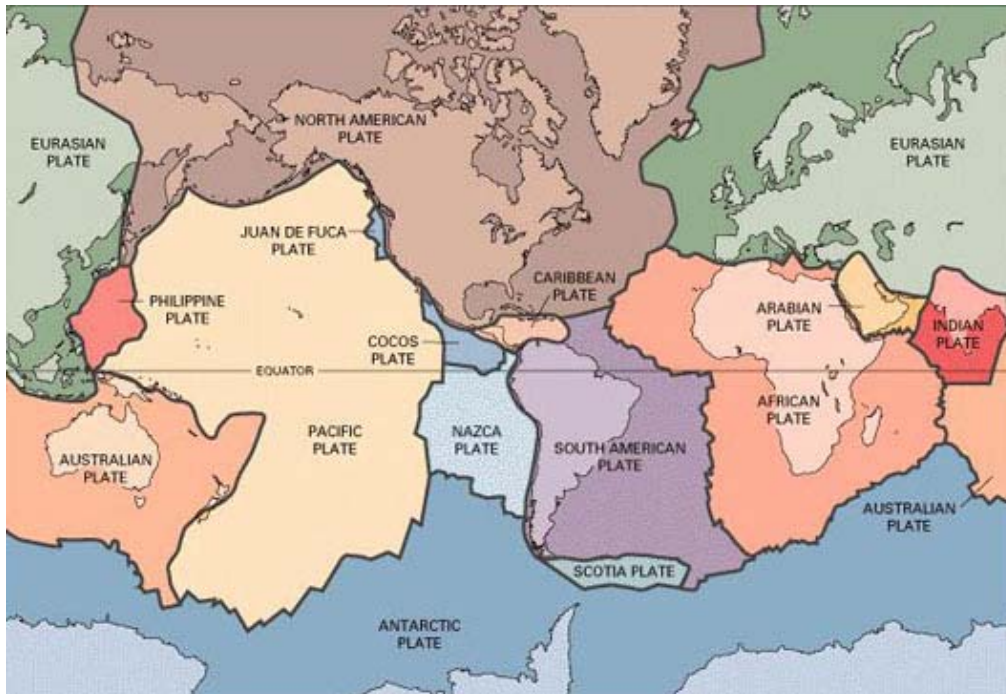 NORTH AMERICAN
PLATE
EURASIAN
PLATE
EURASIAN
PLATE
JUAN DE FUCA
PLATE
PHILIPPINE
PLATE
CARIBBEAN
PLATE
ARABIAN
PLATE
INDIAN
PLATE
COCOS
PLATE
EQUATOR
AFRICAN
PLATE
AUSTRALIAN
PLATE
PACIFIC
PLATE
NAZCA
PLATE
SOUTH AMERICAN
PLATE
AUSTRALIAN
PLATE
SCOTIA PLATE
ANTARCTIC
PLATE